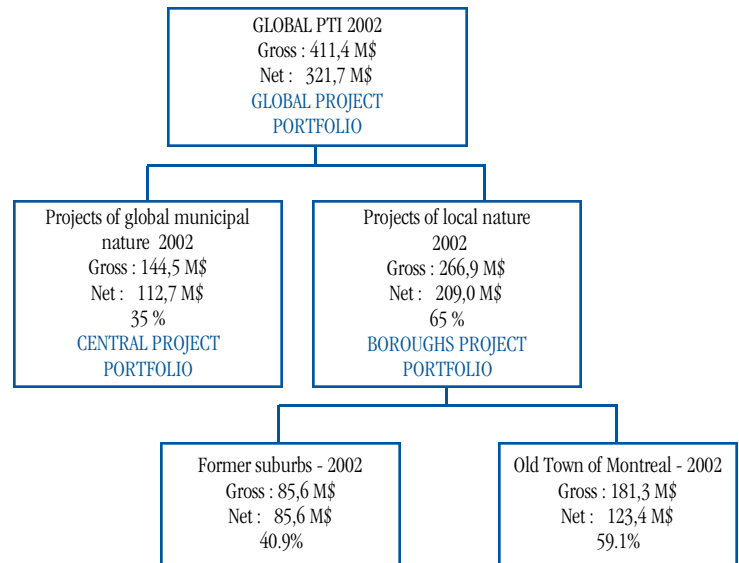 GLOBAL PTI 2002
Gross : 411,4 M$
Net : 321,7 M$
GLOBAL PROJECT
PORTFOLIO
Projects of global municipal
nature 2002
Gross : 144,5 M$
Net : 112,7 M$
35 %
CENTRAL PROJECT
PORTFOLIO
Projects of local nature
2002
Gross : 266,9 M$
Net : 209,0 M$
65 %
BOROUGHS PROJECT
PORTFOLIO
Former suburbs - 2002
Gross : 85,6 M$
Net : 85,6 M$
40.9%
Old Town of Montreal - 2002
Gross : 181,3 M$
Net : 123,4 M$
59.1%